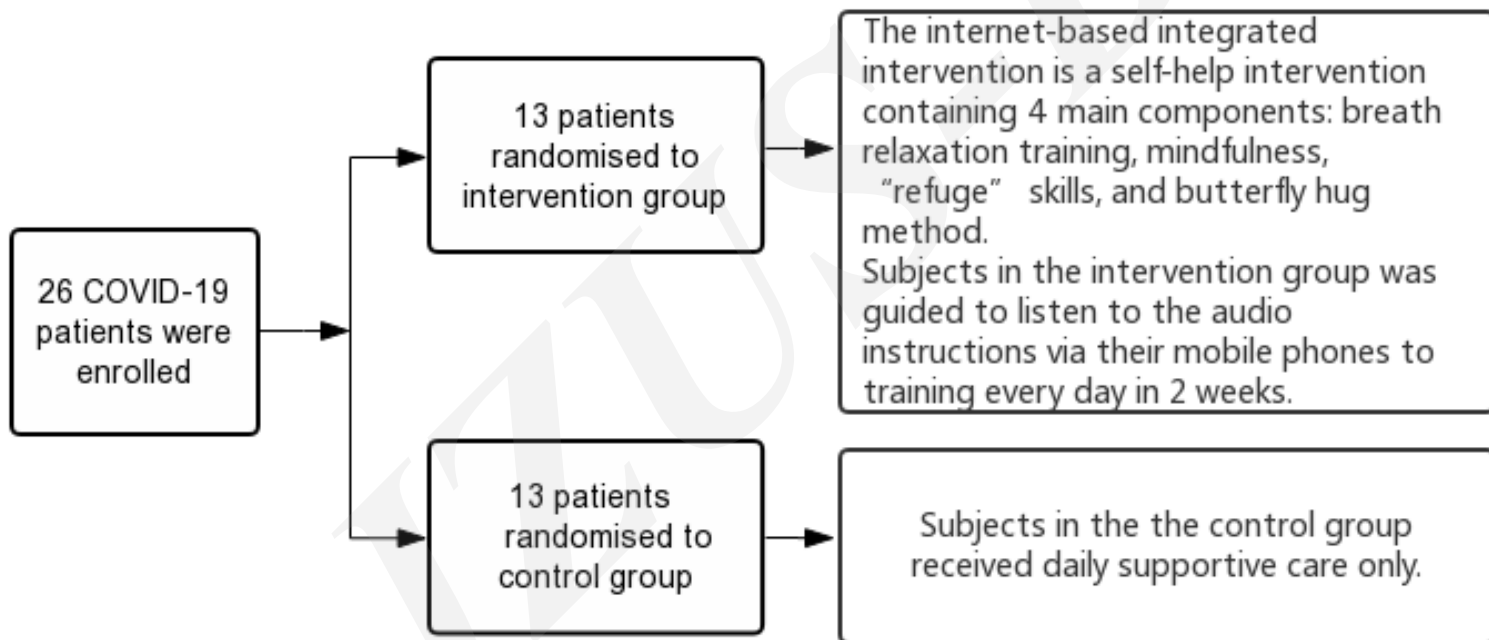 26 COVID-19
patients were
enrolled
13 patients
randomised to
intervention group
The internet-based integrated
intervention is a self-help intervention
containing 4 main components: breath
relaxation training, mindfulness,
“refuge” skills, and butterfly hug
method.
Subjects in the intervention group was
guided to listen to the audio
instructions via their mobile phones to
training every day in 2 weeks.
13 patients
randomised to
control group
Subjects in the the control group
received daily supportive care only.
JZUS-